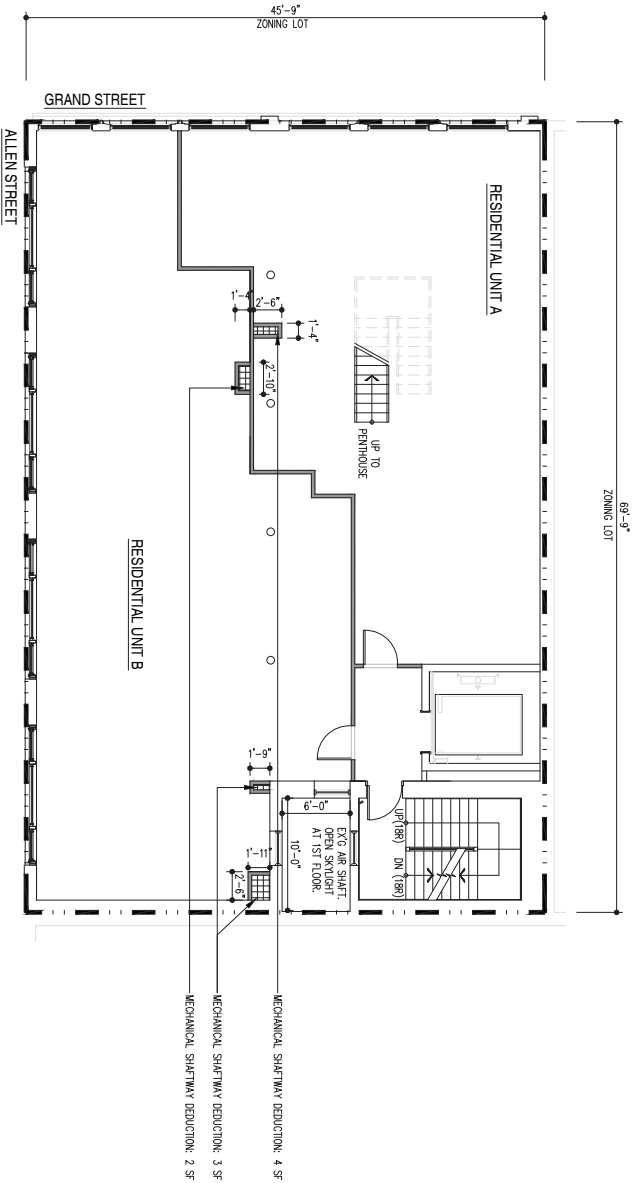 45'-9"
ZONING LOT
GRAND STREET
ALLEN STREET
69'-9"
ZONING LOT
RESIDENTIAL UNIT A
1'-4"
2'-6"
1'-4"
2'-10"
UP TO
PENTHOUSE
RESIDENTIAL UNIT B
1'-9"
6'-0"
10'-0"
EX'G AIR SHAFT.
OPEN SKYLIGHT
AT 1ST FLOOR.
UP(18R)
DN (18R)
1'-11"
2'-6"
MECHANICAL SHAFTWAY DEDUCTION: 4 SF
MECHANICAL SHAFTWAY DEDUCTION: 3 SF
MECHANICAL SHAFTWAY DEDUCTION: 2 SF